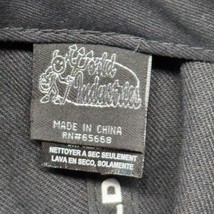 World
Industries
MADE IN CHINA
RN#65668
NETTOYER A SEC SEULEMENT
LAVA EN SECO, SOLAMENTE
.D